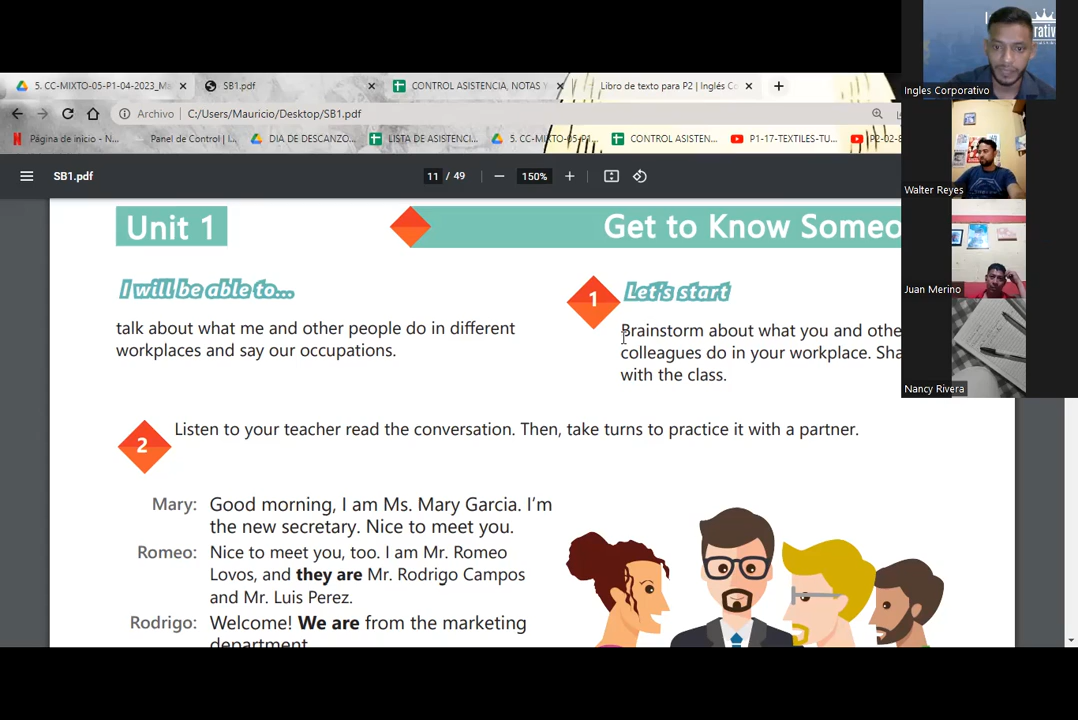 5. CC-MIXTO-05-P1-04-2023_Ma
SB1.pdf
CONTROL ASISTENCIA, NOTAS Y
Libro de texto para P2 | Inglés Co
Archivo
C:/Users/Mauricio/Desktop/SB1.pdf
Página de inicio - N...
Panel de Control | I...
DIA DE DESCANZO...
LISTA DE ASISTENCI...
5. CC-MIXTO-05-P1...
CONTROL ASISTEN...
P1-17-TEXTILES-TU...
P2-02-8
SB1.pdf
11 / 49
150%
Unit 1
Get to Know Someo
I will be able to...
talk about what me and other people do in different
workplaces and say our occupations.
1
Let's start
Brainstorm about what you and othe
colleagues do in your workplace. Sha
with the class.
2
Listen to your teacher read the conversation. Then, take turns to practice it with a partner.
Mary: Good morning, I am Ms. Mary Garcia. I'm
the new secretary. Nice to meet you.
Romeo: Nice to meet you, too. I am Mr. Romeo
Lovos, and they are Mr. Rodrigo Campos
and Mr. Luis Perez.
Rodrigo: Welcome! We are from the marketing
department.
Ingles Corporativo
Walter Reyes
Juan Merino
Nancy Rivera